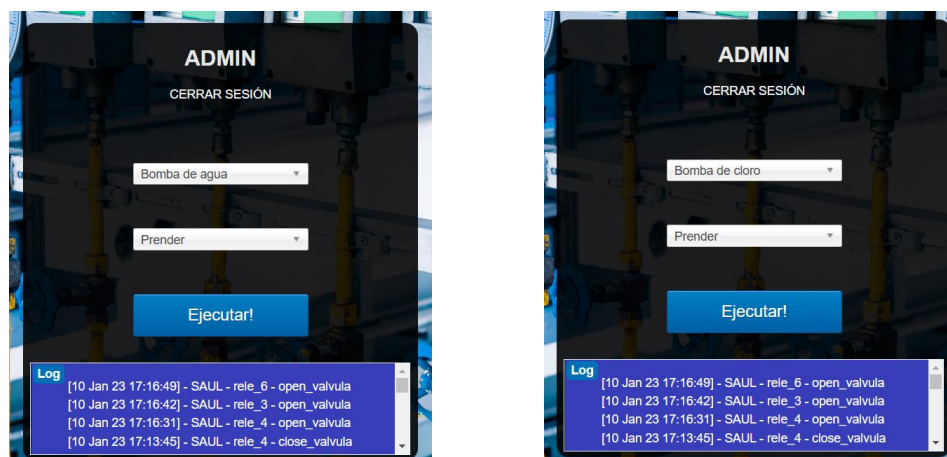 ADMIN
CERRAR SESIÓN
Bomba de agua
Prender
Ejecutar!
Log
[10 Jan 23 17:16:49] - SAUL - rele_6 - open_valvula
[10 Jan 23 17:16:42] - SAUL - rele_3 - open_valvula
[10 Jan 23 17:16:31] - SAUL - rele_4 - open_valvula
[10 Jan 23 17:13:45] - SAUL - rele_4 - close_valvula
ADMIN
CERRAR SESIÓN
Bomba de cloro
Prender
Ejecutar!
Log
[10 Jan 23 17:16:49] - SAUL - rele_6 - open_valvula
[10 Jan 23 17:16:42] - SAUL - rele_3 - open_valvula
[10 Jan 23 17:16:31] - SAUL - rele_4 - open_valvula
[10 Jan 23 17:13:45] - SAUL - rele_4 - close_valvula